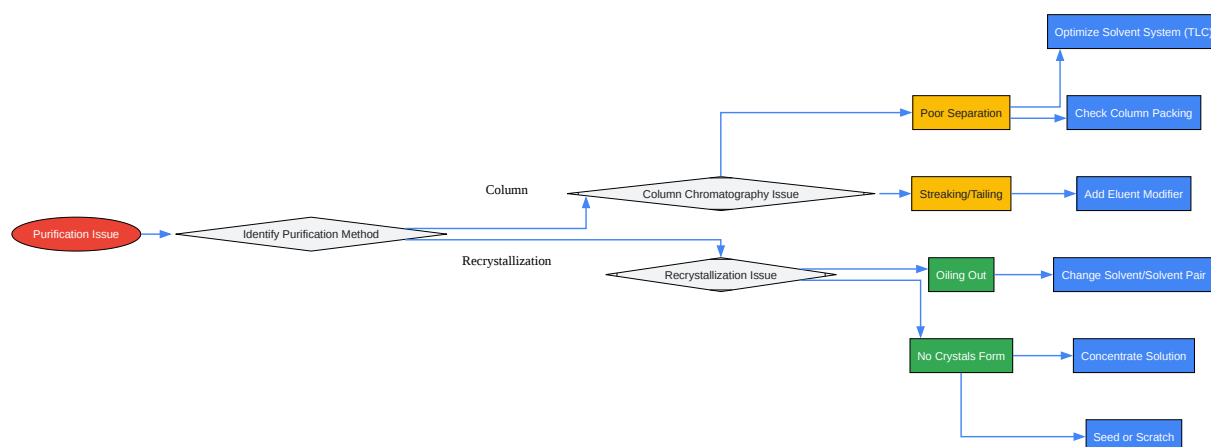 Optimize Solvent System (TLC)
Poor Separation
Check Column Packing
Column
Column Chromatography Issue
Streaking/Tailing
Add Eluent Modifier
Purification Issue
Identify Purification Method
Recrystallization
Recrystallization Issue
Oiling Out
Change Solvent/Solvent Pair
No Crystals Form
Concentrate Solution
Seed or Scratch